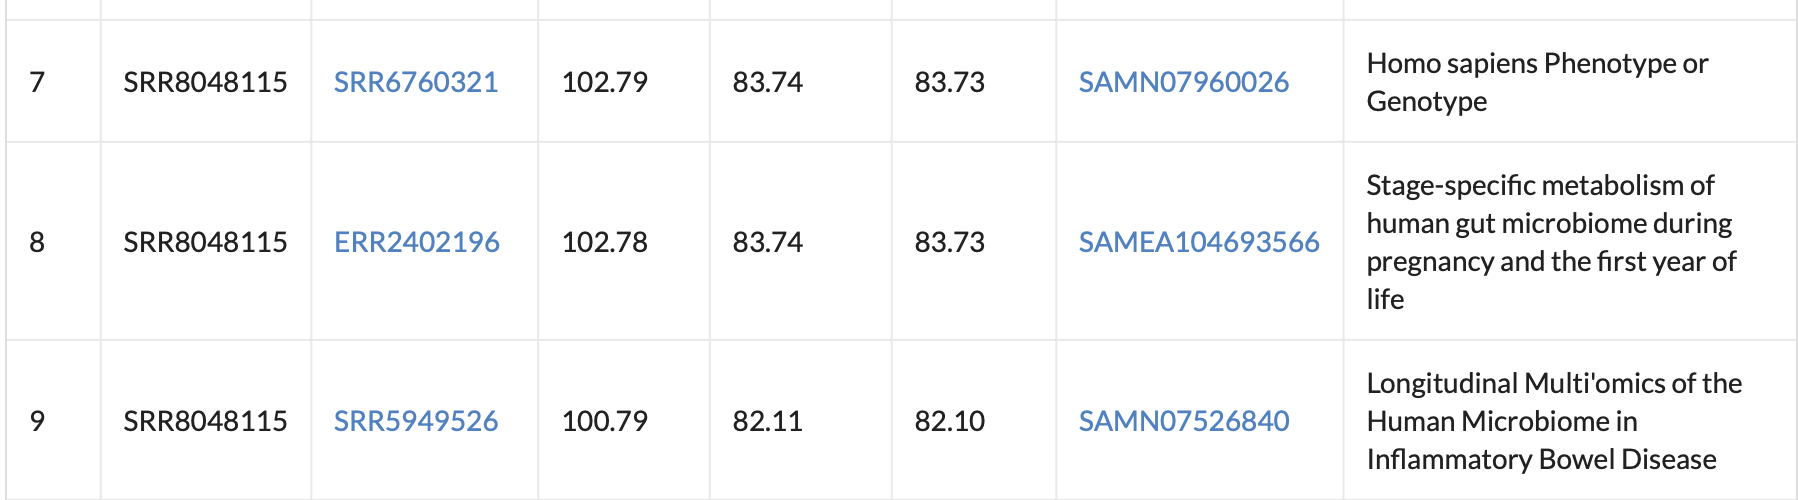 7 SRR8048115 SRR6760321 102.79 83.74 83.73 SAMN07960026 Homo sapiens Phenotype or
Genotype
8 SRR8048115 ERR2402196 102.78 83.74 83.73 SAMEA104693566 Stage-specific metabolism of
human gut microbiome during
pregnancy and the first year of
life
9 SRR8048115 SRR5949526 100.79 82.11 82.10 SAMN07526840 Longitudinal Multi'omics of the
Human Microbiome in
Inflammatory Bowel Disease